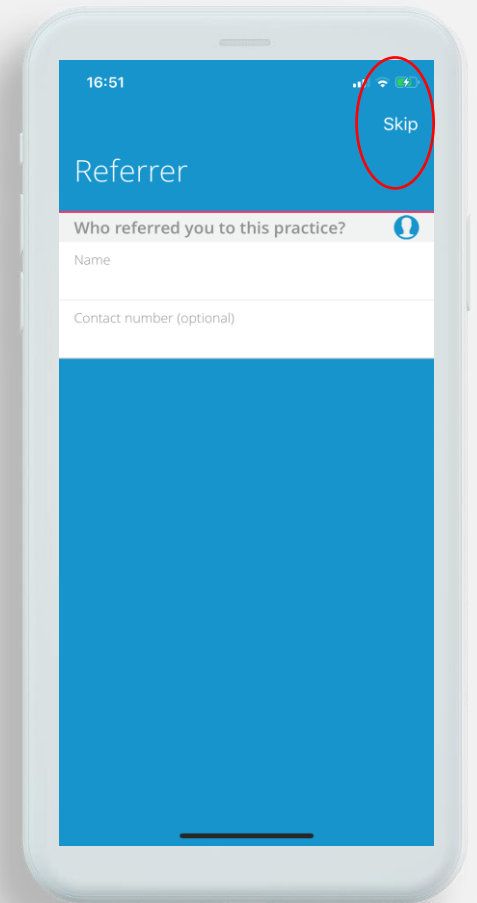 16:51
Skip
Referrer
Who referred you to this practice?
Name
Contact number (optional)